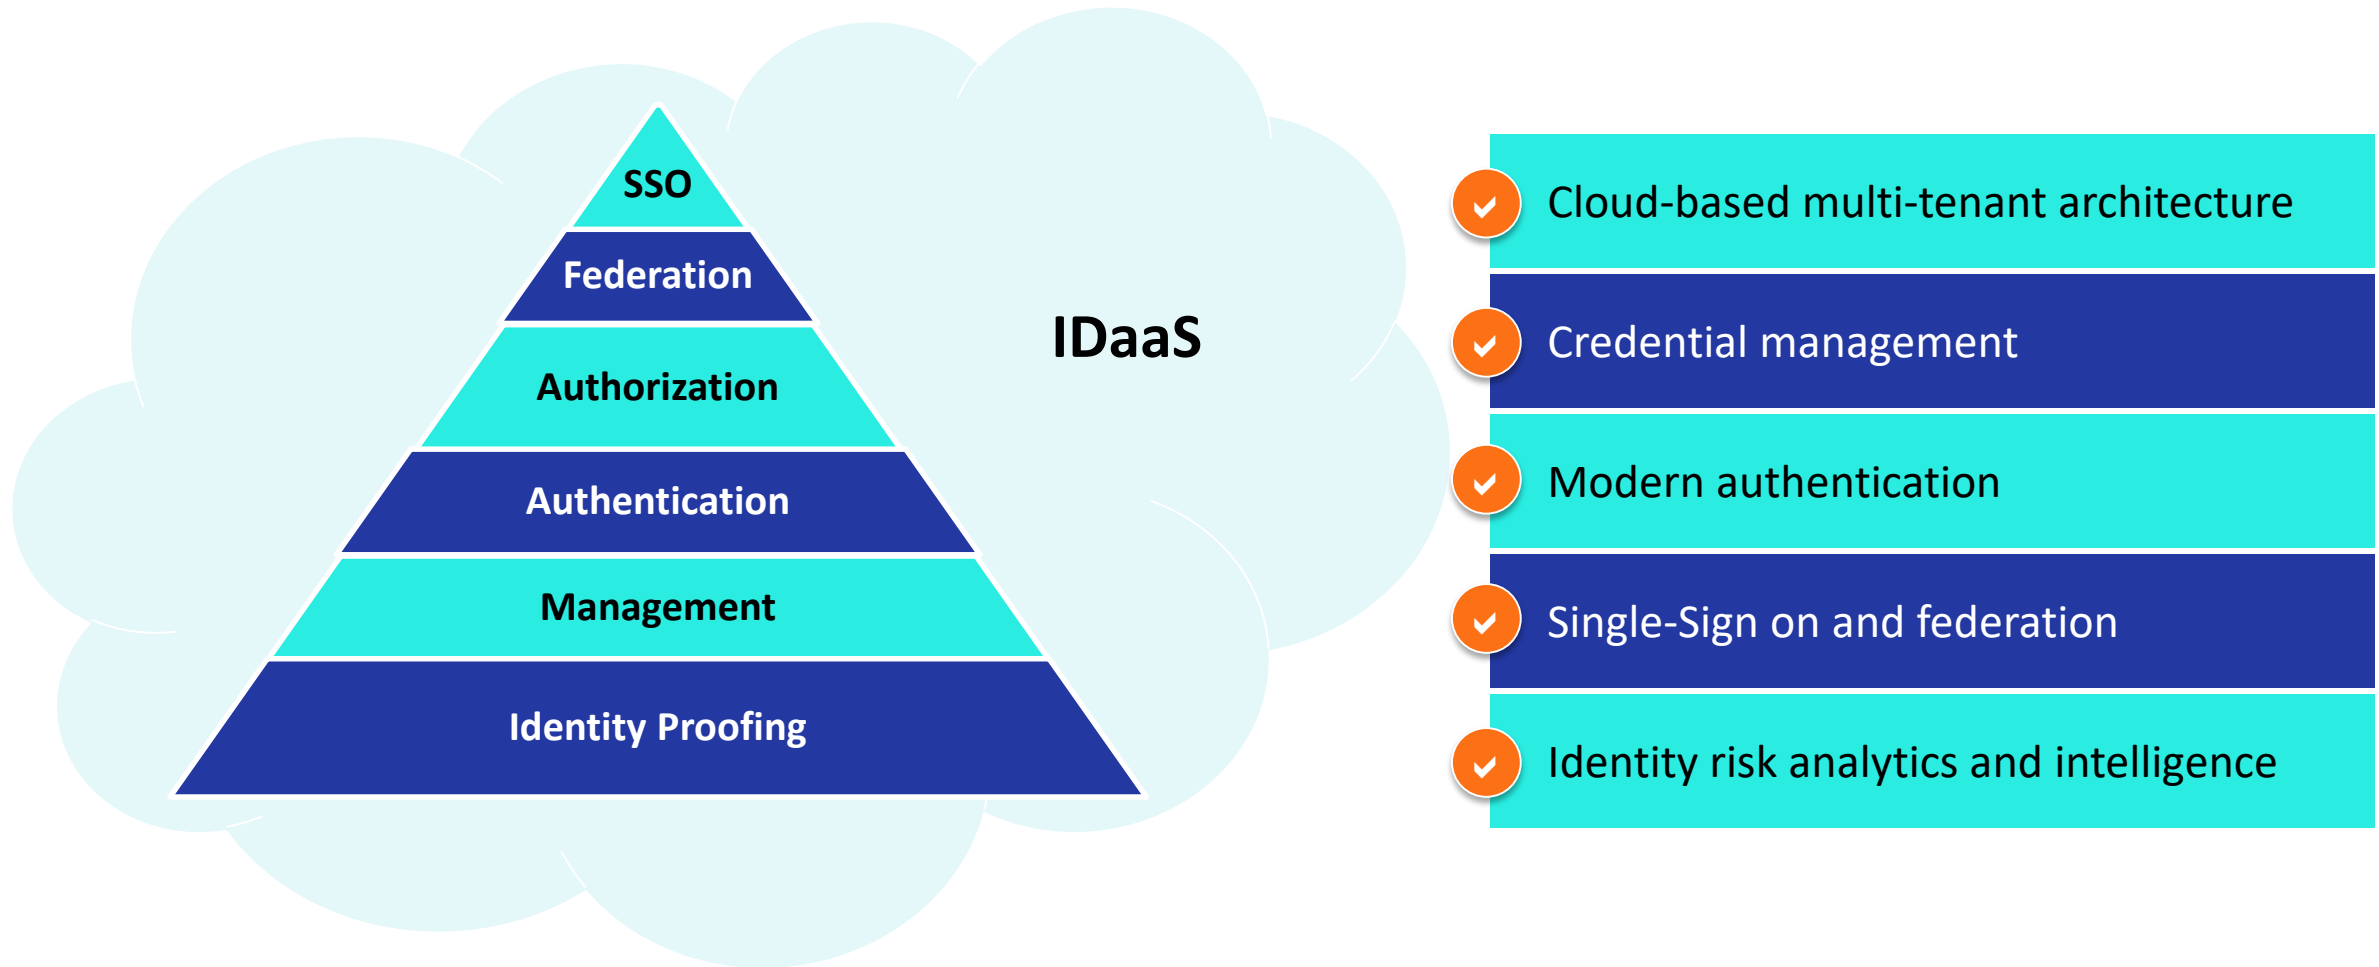 SSO
Federation
Authorization
Authentication
Management
Identity Proofing
IDaaS
Cloud-based multi-tenant architecture
Credential management
Modern authentication
Single-Sign on and federation
Identity risk analytics and intelligence